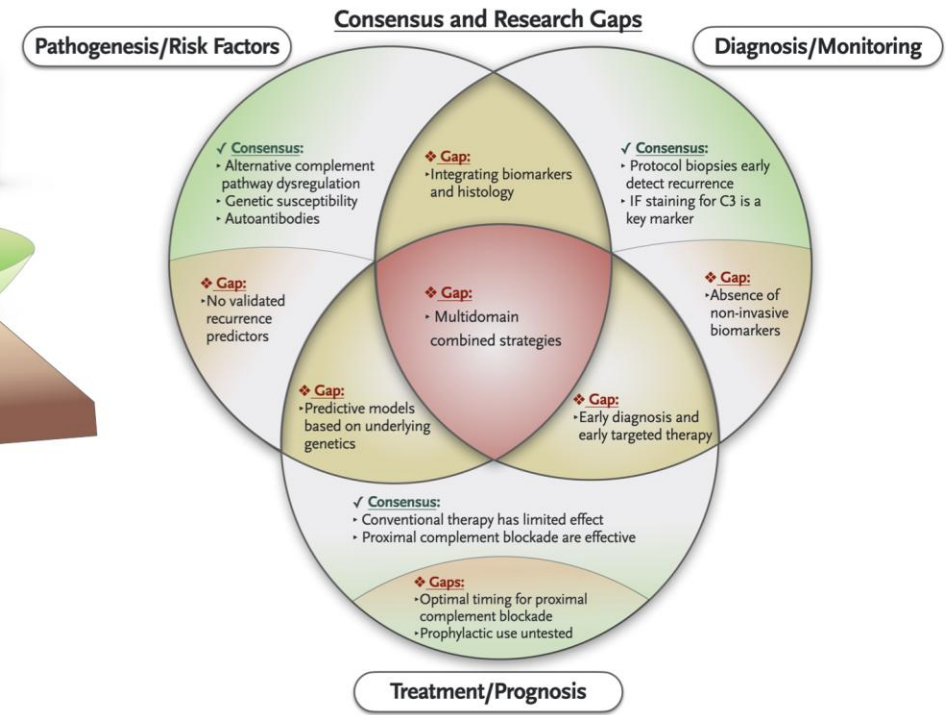 Consensus and Research Gaps
Pathogenesis/Risk Factors
Diagnosis/Monitoring
✓ Consensus:
‣ Alternative complement
pathway dysregulation
‣ Genetic susceptibility
‣ Autoantibodies
❖ Gap:
‣Integrating biomarkers
and histology
✓ Consensus:
‣ Protocol biopsies early
detect recurrence
‣ IF staining for C3 is a
key marker
❖ Gap:
‣No validated
recurrence
predictors
❖ Gap:
‣ Multidomain
combined strategies
❖ Gap:
‣Absence of
non-invasive
biomarkers
❖ Gap:
‣Predictive models
based on underlying
genetics
❖ Gap:
‣Early diagnosis and
early targeted therapy
✓ Consensus:
‣ Conventional therapy has limited effect
‣ Proximal complement blockade are effective
❖ Gaps:
‣Optimal timing for proximal
complement blockade
‣Prophylactic use untested
Treatment/Prognosis